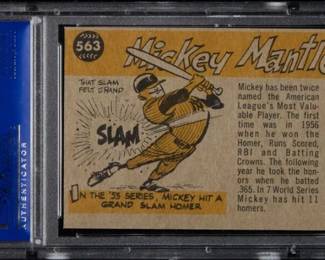 563
Mickey Mantle
THAT SLAM
FELT GRAND
SLAM
IN THE '53 SERIES, MICKEY HIT A
GRAND SLAM HOMER
Mickey has been twice
named the American
League's Most Valu-
able Player. The first
time was in 1956
when he won the
Homer, Runs Scored,
RBI and Batting
Crowns. The following
year he took the hon-
ors when he batted
.365. In 7 World Series
Mickey has hit 11
homers.
AUTHENTICATOR